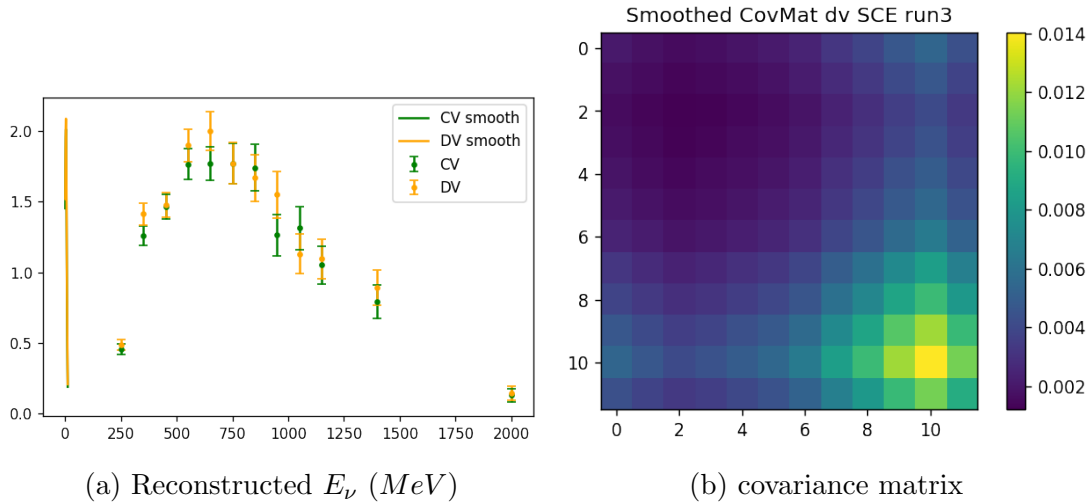 Smoothed CovMat dv SCE run3
2.0
1.5
1.0
0.5
0.0
CV smooth
DV smooth
CV
DV
0 250 500 750 1000 1250 1500 1750 2000
0
2
4
6
8
10
0 2 4 6 8 10
0.014
0.012
0.010
0.008
0.006
0.004
0.002
(a) Reconstructed E_ν (MeV)
(b) covariance matrix